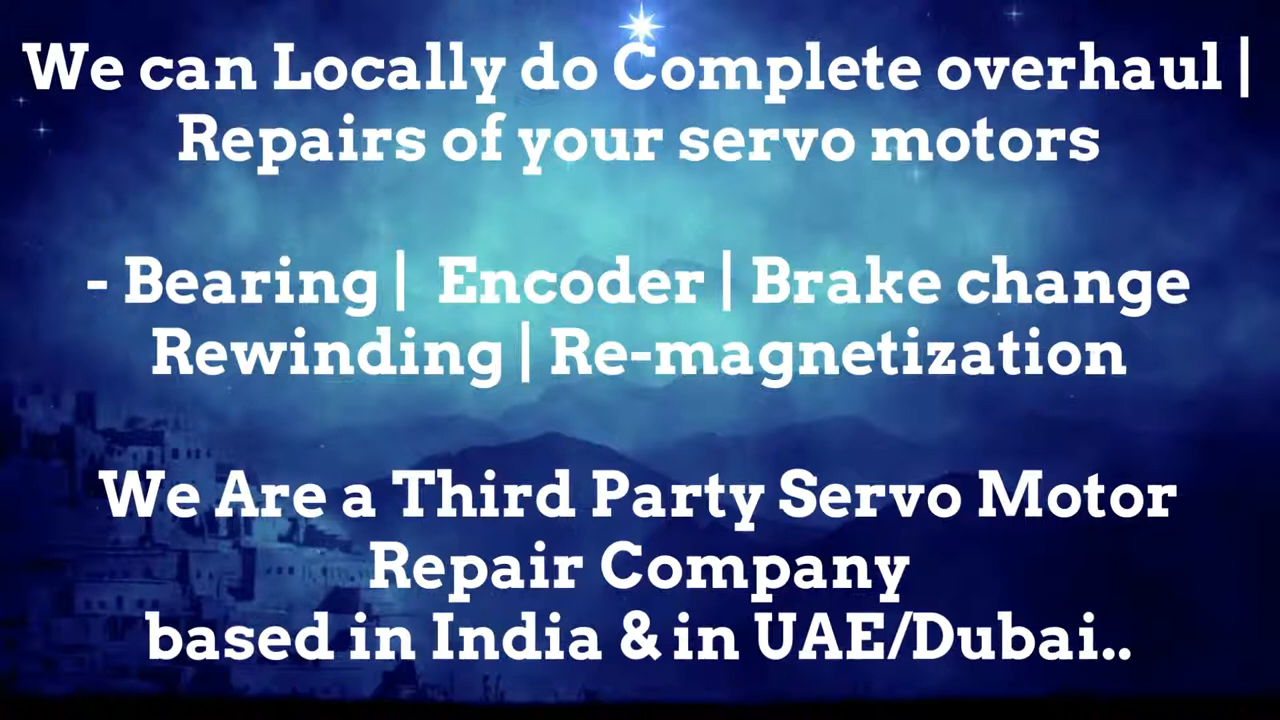 We can Locally do Complete overhaul |
Repairs of your servo motors
- Bearing | Encoder | Brake change
Rewinding | Re-magnetization
We Are a Third Party Servo Motor
Repair Company
based in India & in UAE/Dubai..